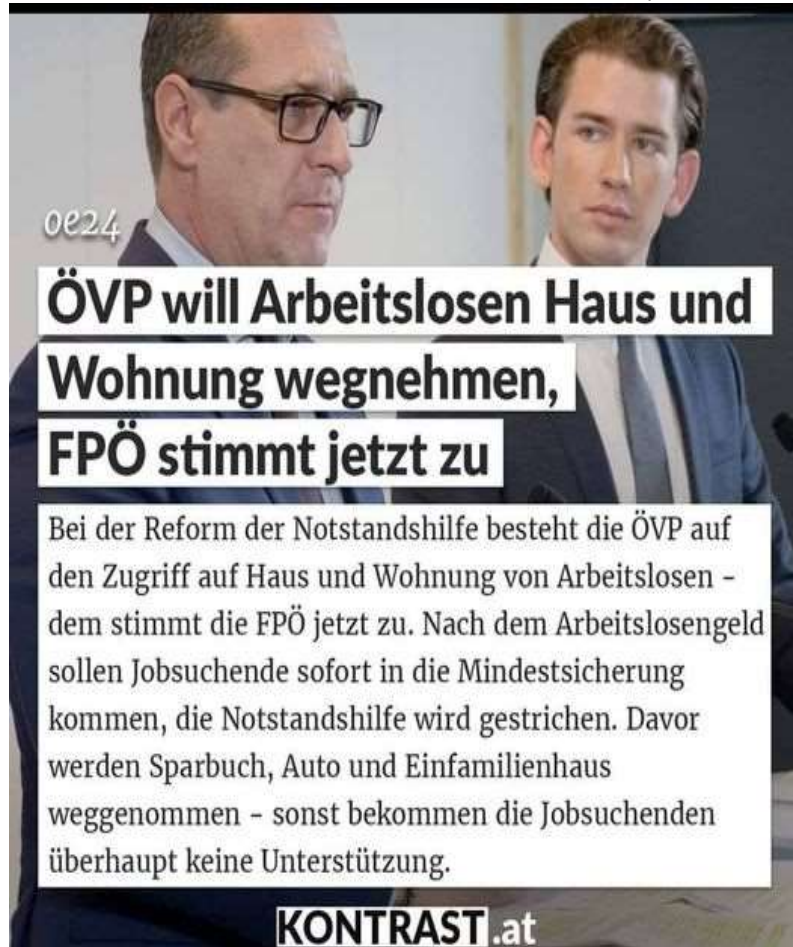 oe24
ÖVP will Arbeitslosen Haus und
Wohnung wegnehmen,
FPÖ stimmt jetzt zu
Bei der Reform der Notstandshilfe besteht die ÖVP auf
den Zugriff auf Haus und Wohnung von Arbeitslosen –
dem stimmt die FPÖ jetzt zu. Nach dem Arbeitslosengeld
sollen Jobsuchende sofort in die Mindestsicherung
kommen, die Notstandshilfe wird gestrichen. Davor
werden Sparbuch, Auto und Einfamilienhaus
weggenommen – sonst bekommen die Jobsuchenden
überhaupt keine Unterstützung.
KONTRAST.at